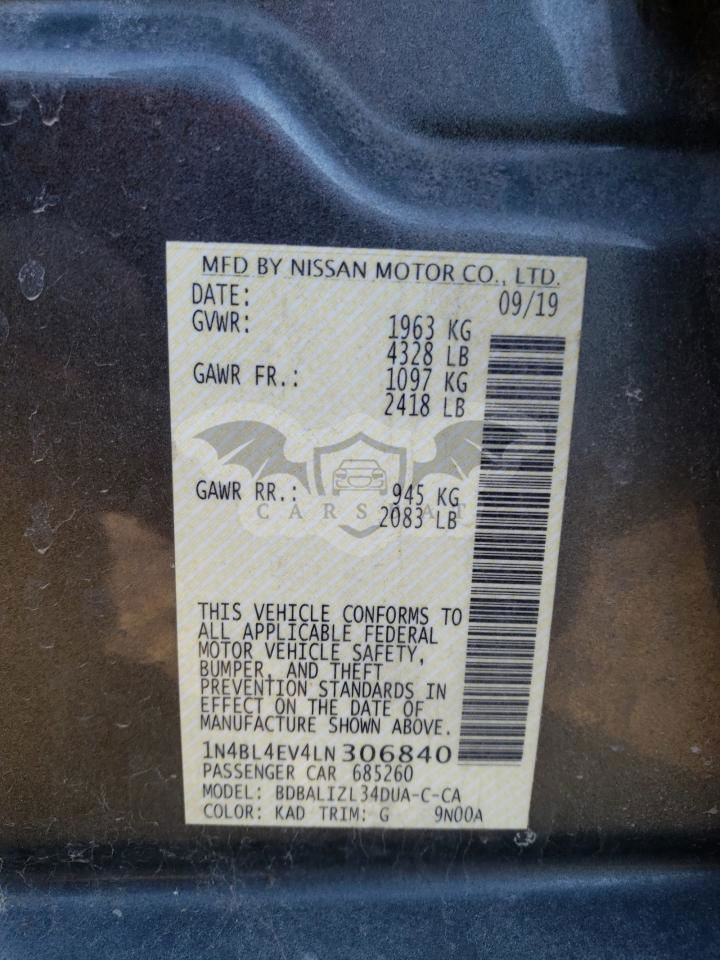 MFD BY NISSAN MOTOR CO., LTD.
DATE: 09/19
GVWR: 1963 KG
4328 LB
GAWR FR.: 1097 KG
2418 LB
GAWR RR.: 945 KG
2083 LB
THIS VEHICLE CONFORMS TO
ALL APPLICABLE FEDERAL
MOTOR VEHICLE SAFETY,
BUMPER, AND THEFT
PREVENTION STANDARDS IN
EFFECT ON THE DATE OF
MANUFACTURE SHOWN ABOVE.
1N4BL4EV4LN306840
PASSENGER CAR 685260
MODEL: BDBALIZL34DUA-C-CA
COLOR: KAD TRIM: G 9N00A